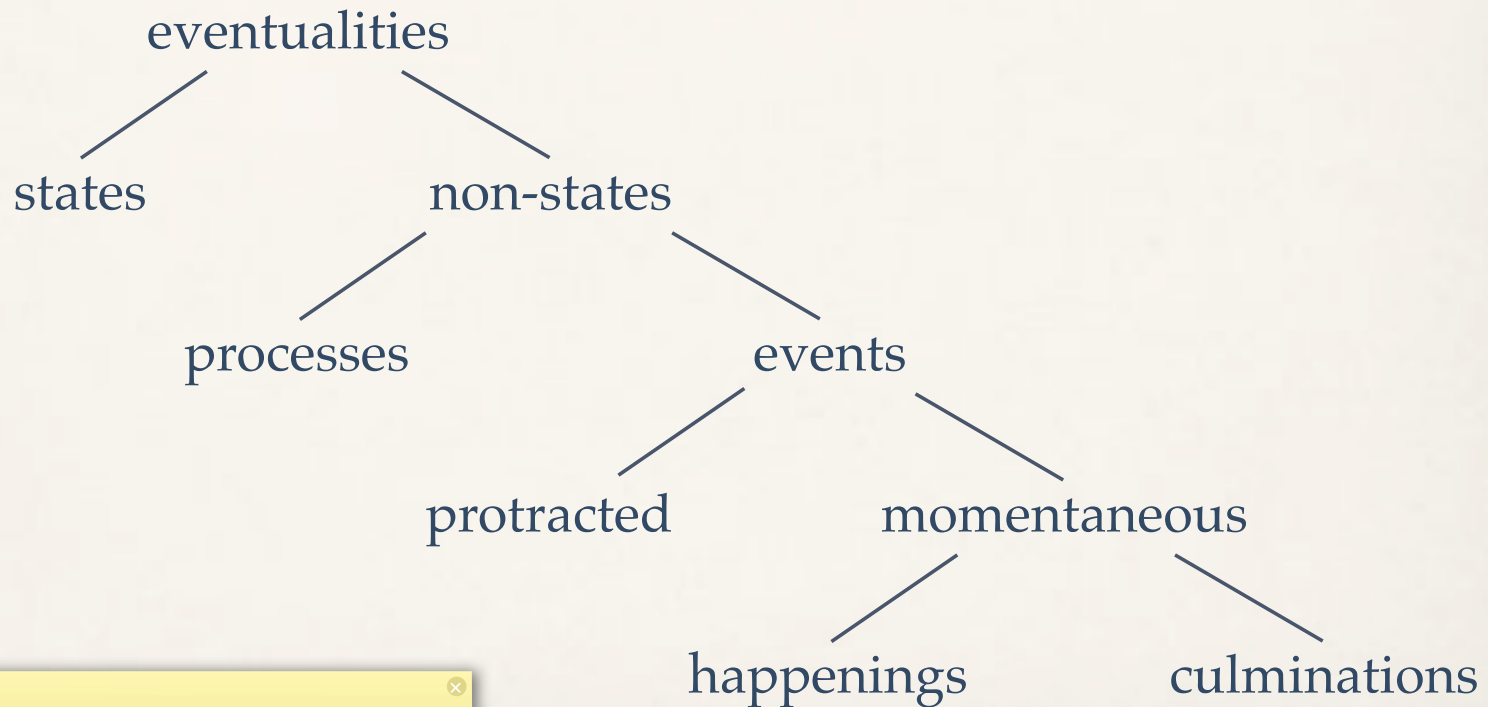 eventualities
states non-states
processes events
protracted momentaneous
happenings culminations